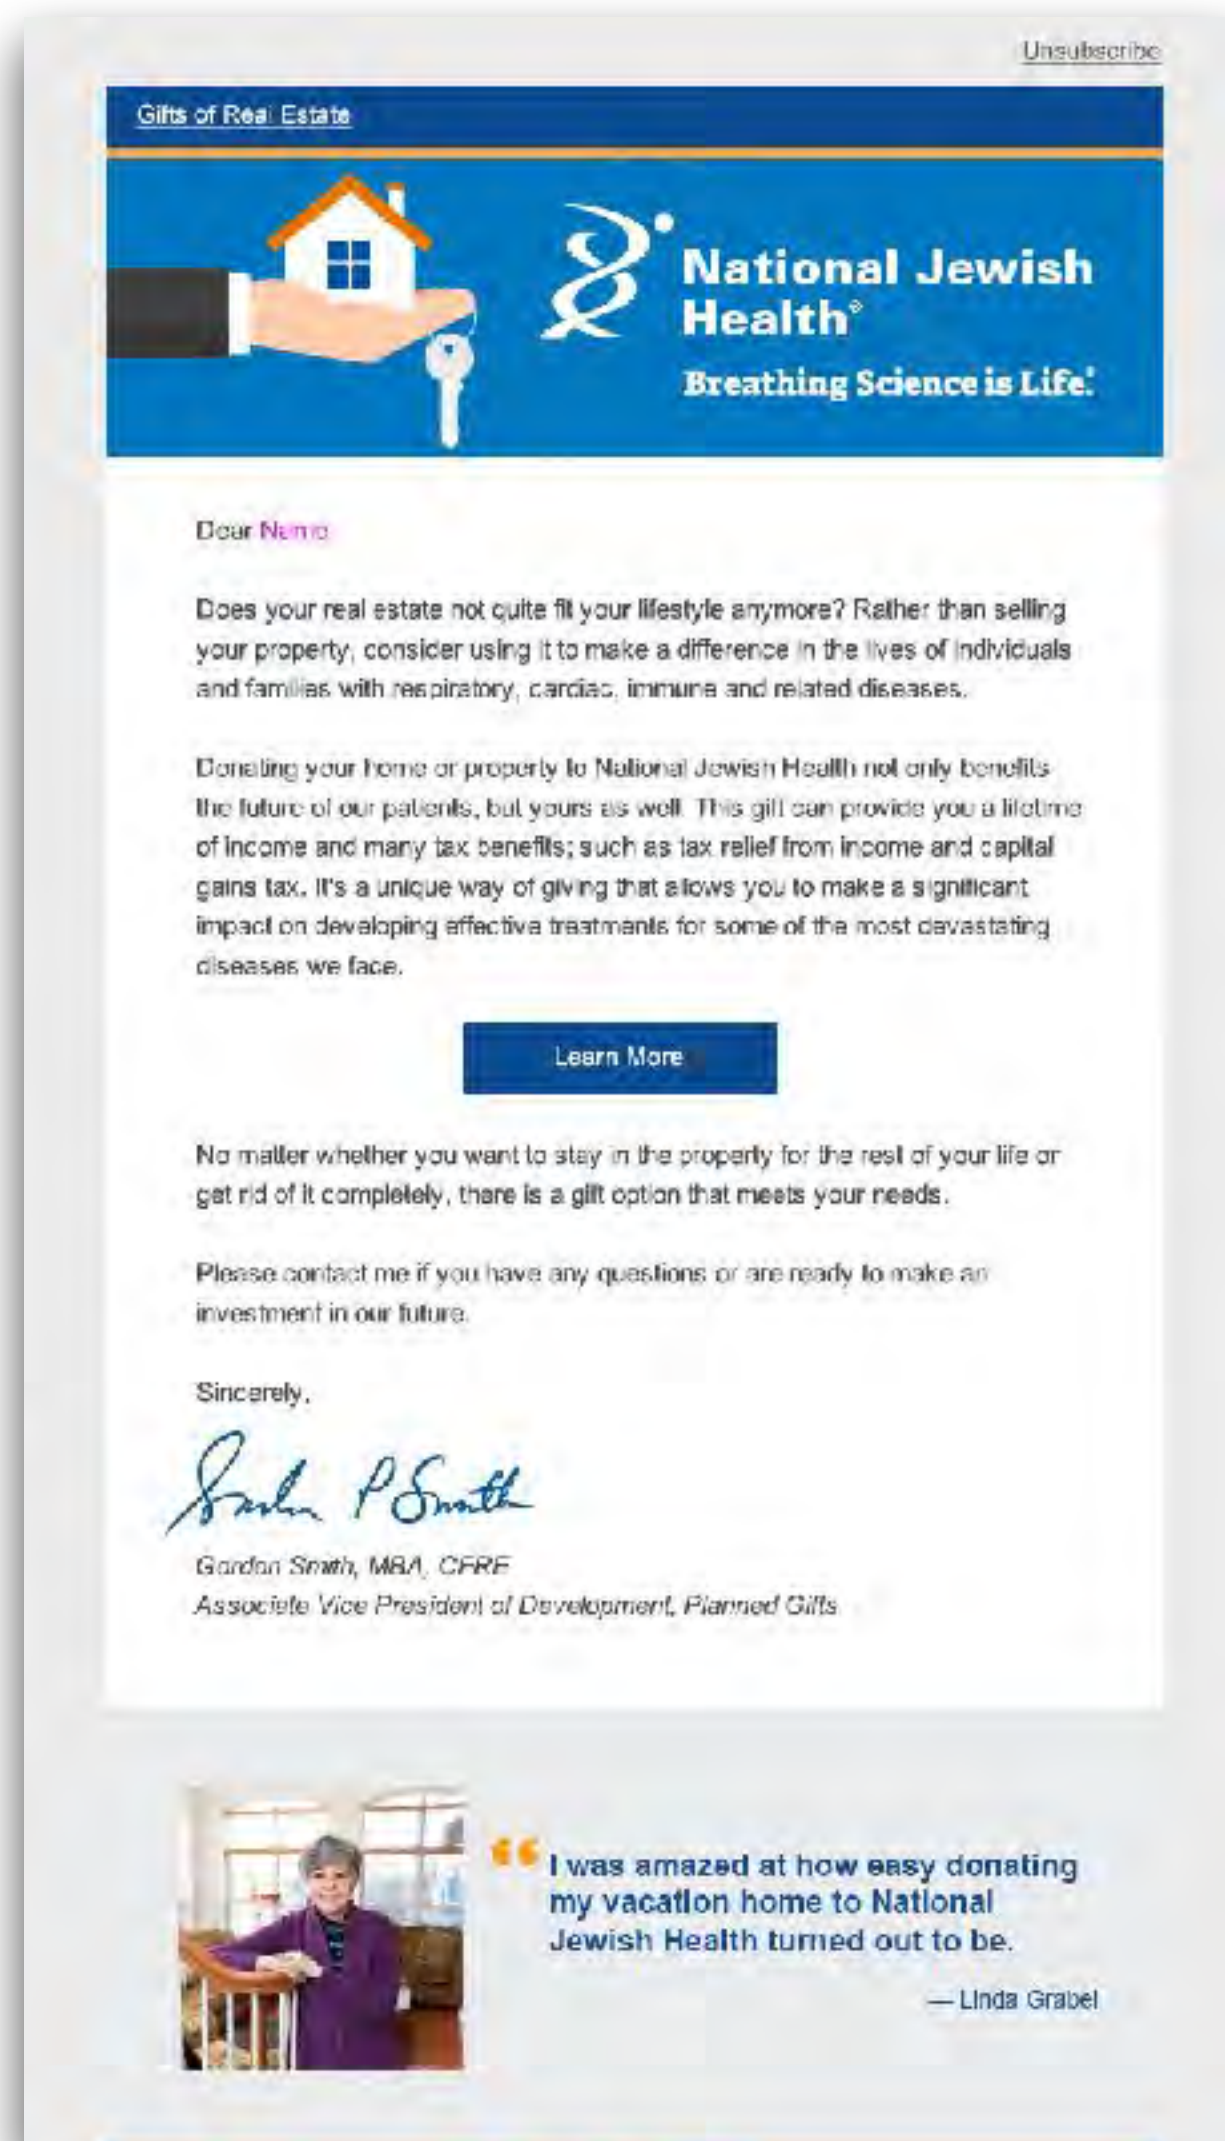 Unsubscribe
Gifts of Real Estate
National Jewish
Health®
Breathing Science is Life.®
Dear Name
Does your real estate not quite fit your lifestyle anymore? Rather than selling
your property, consider using it to make a difference in the lives of individuals
and families with respiratory, cardiac, immune and related diseases.
Donating your home or property to National Jewish Health not only benefits
the future of our patients, but yours as well. This gift can provide you a lifetime
of income and many tax benefits; such as tax relief from income and capital
gains tax. It's a unique way of giving that allows you to make a significant
impact on developing effective treatments for some of the most devastating
diseases we face.
Learn More
No matter whether you want to stay in the property for the rest of your life or
get rid of it completely, there is a gift option that meets your needs.
Please contact me if you have any questions or are ready to make an
investment in our future.
Sincerely,
Gordon P Smith
Gordon Smith, MBA, CFRE
Associate Vice President of Development, Planned Gifts
“ I was amazed at how easy donating
my vacation home to National
Jewish Health turned out to be.
— Linda Grabel